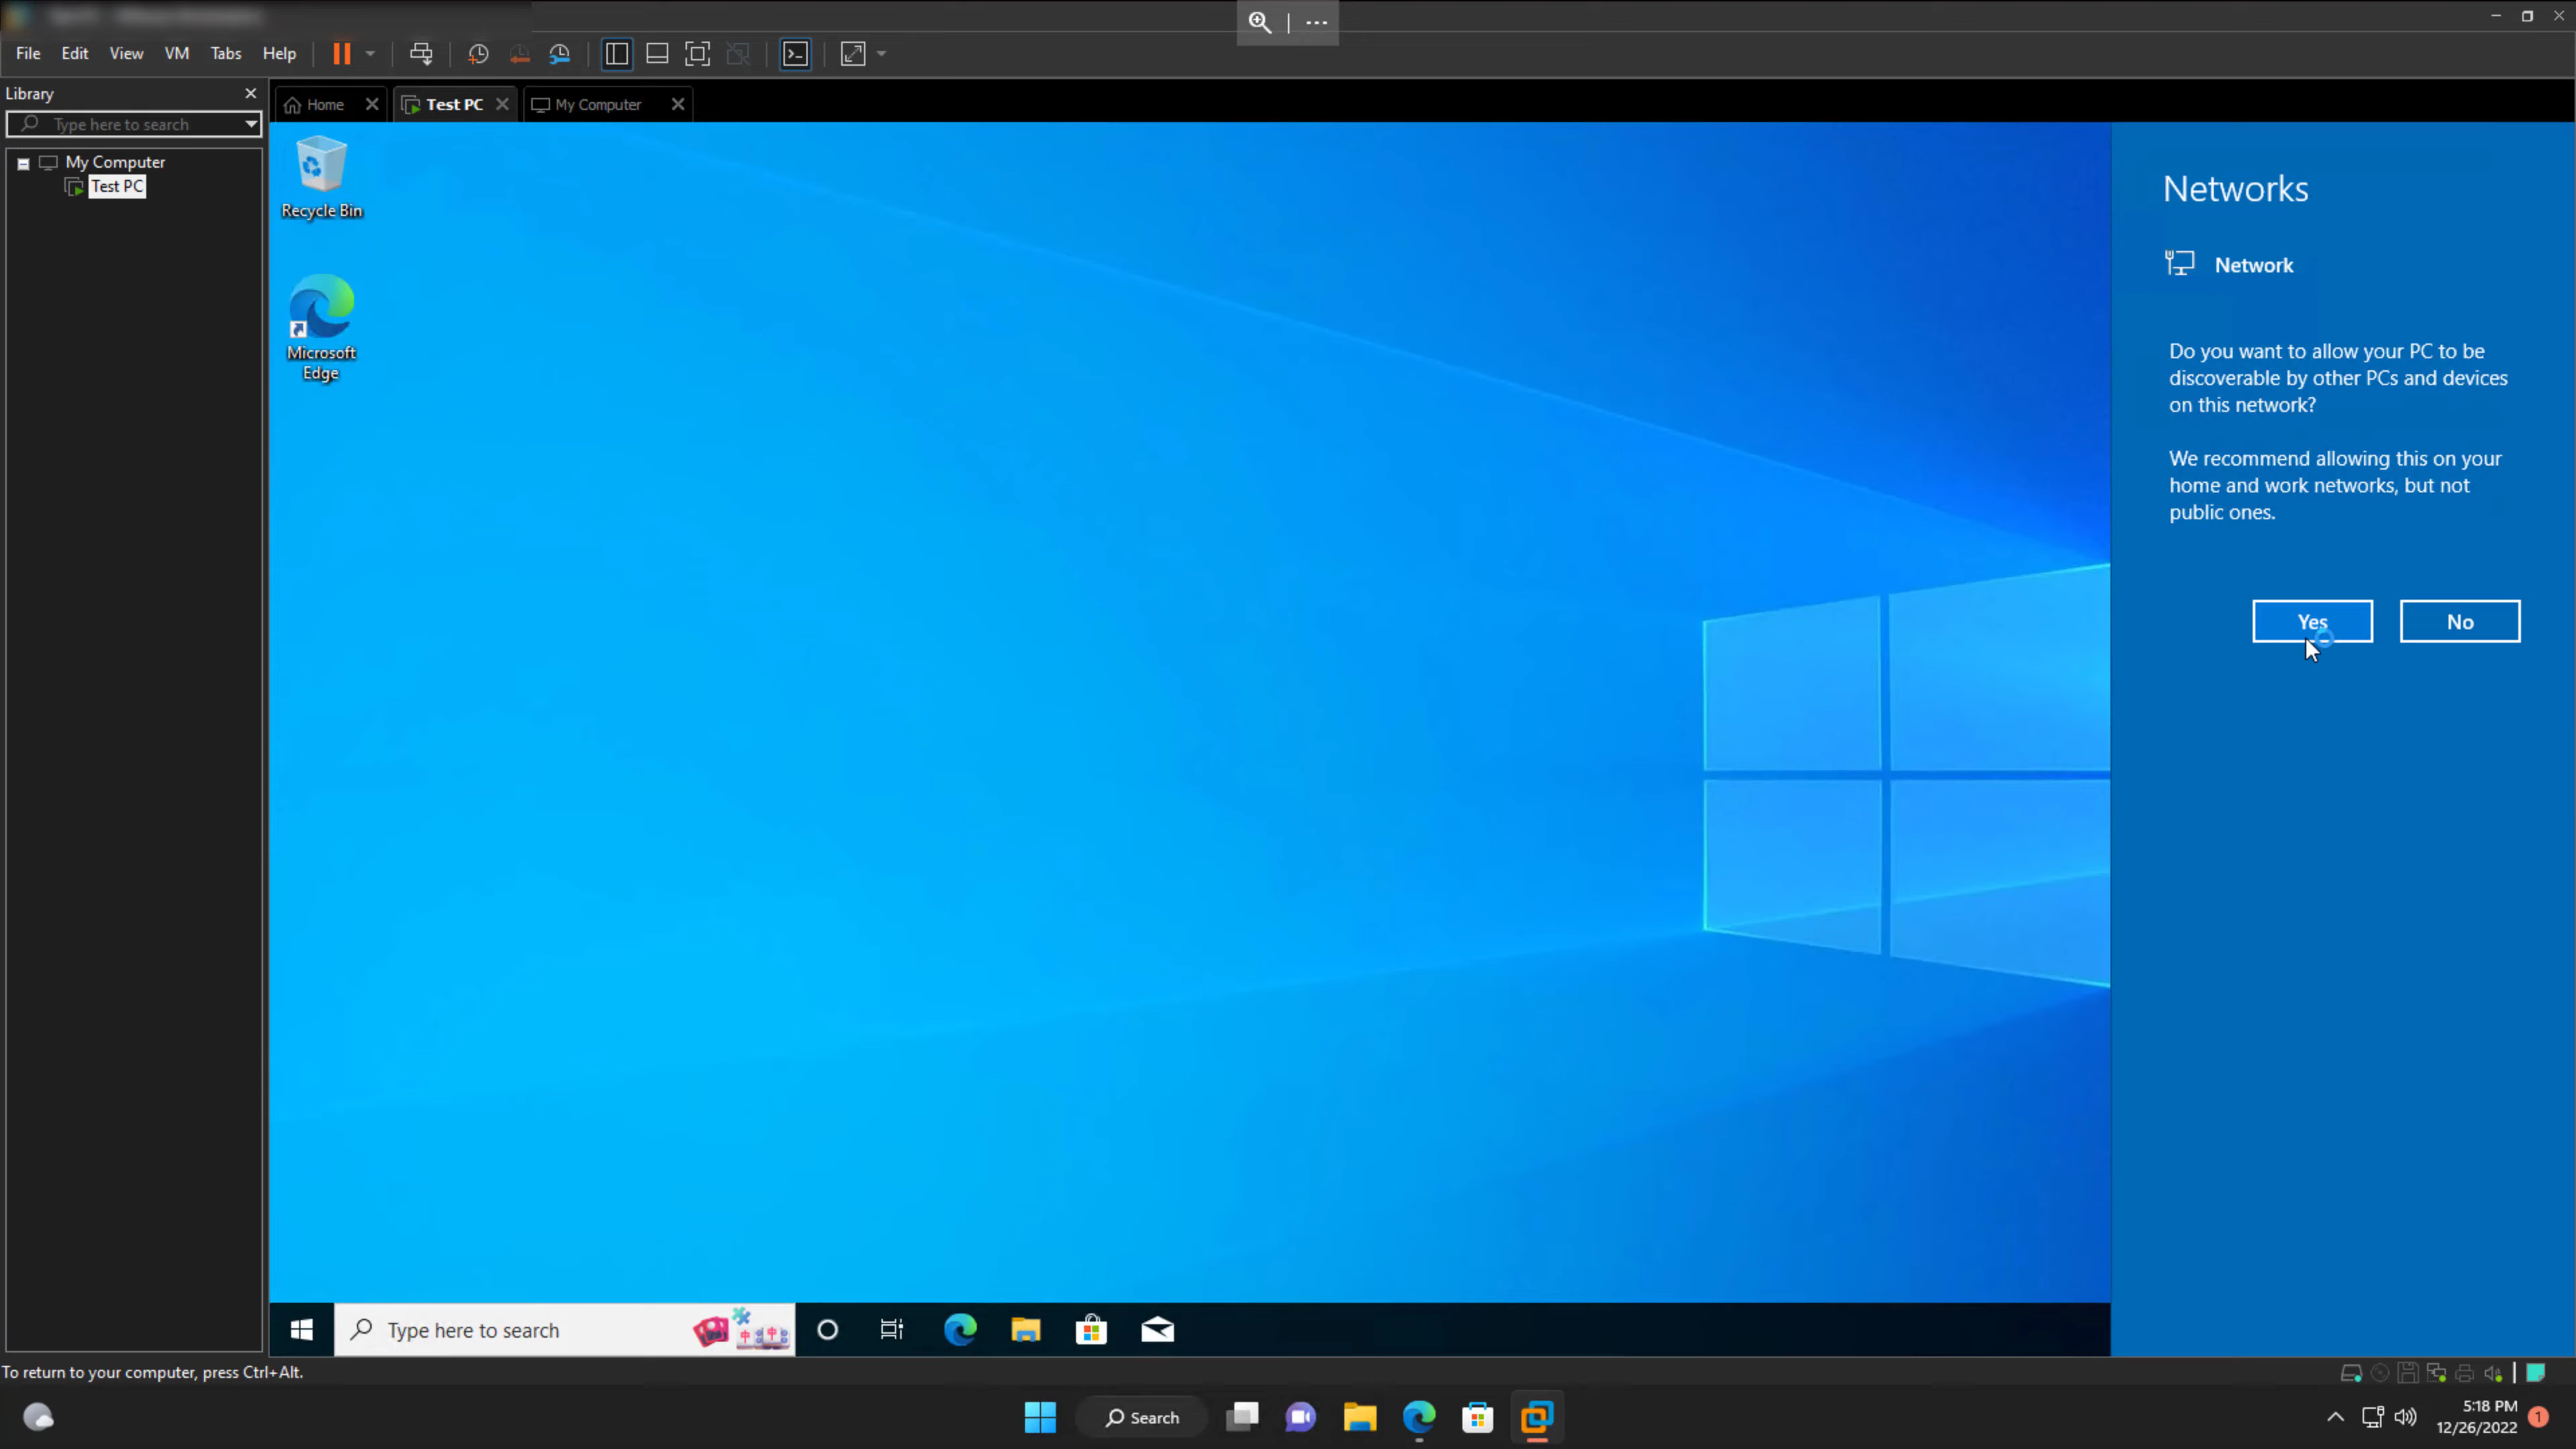 File Edit View VM Tabs Help
Library
Type here to search
My Computer
Test PC
Home
Test PC
My Computer
Recycle Bin
Microsoft
Edge
Networks
Network
Do you want to allow your PC to be
discoverable by other PCs and devices
on this network?
We recommend allowing this on your
home and work networks, but not
public ones.
Yes No
Type here to search
To return to your computer, press Ctrl+Alt.
Search
5:18 PM
12/26/2022
1